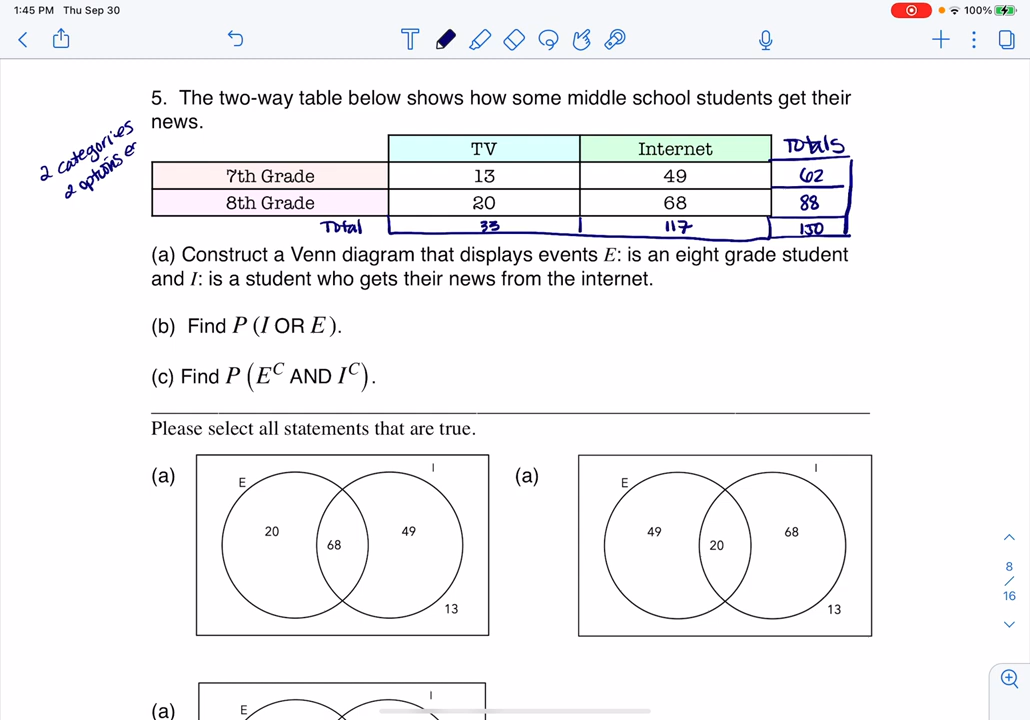 1:45 PM Thu Sep 30
100%
5. The two-way table below shows how some middle school students get their
news.
2 categories
2 options
TV Internet Totals
7th Grade 13 49 62
8th Grade 20 68 88
Total 33 117 150
(a) Construct a Venn diagram that displays events E: is an eight grade student
and I: is a student who gets their news from the internet.
(b) Find P (I OR E).
(c) Find P (E^C AND I^C).
Please select all statements that are true.
(a) E I 20 68 49 13
(a) E I 49 20 68 13
8
/
16
(a) E I